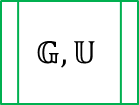 𝔾, 𝕌